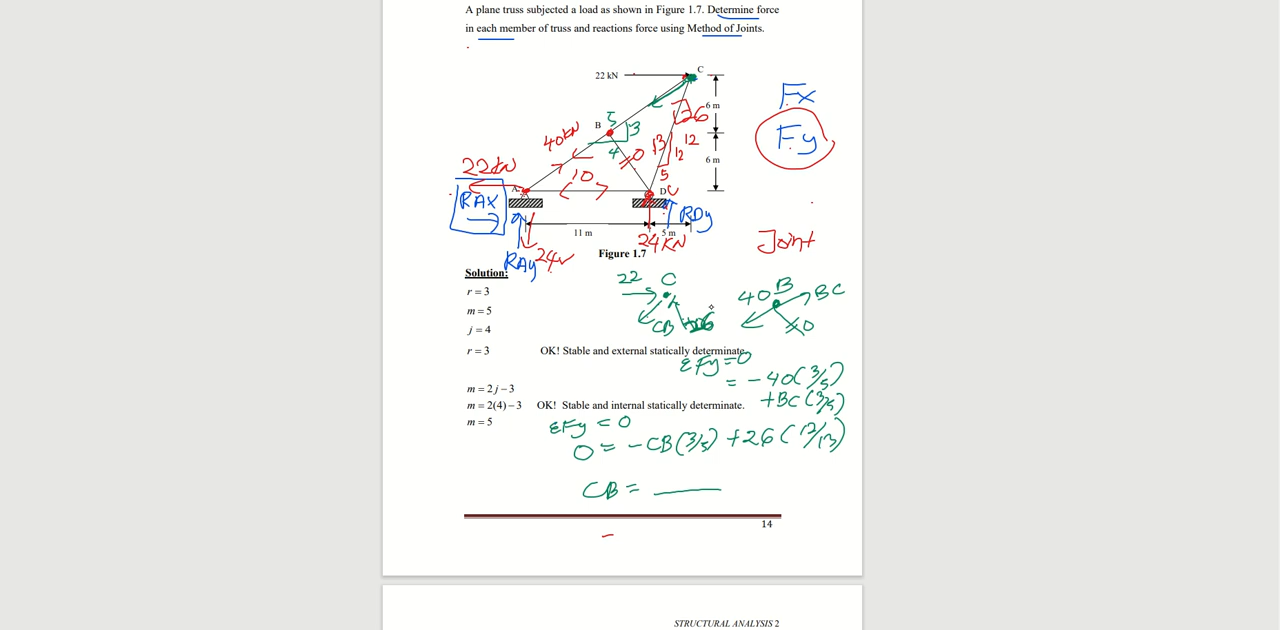 A plane truss subjected a load as shown in Figure 1.7. Determine force
in each member of truss and reactions force using Method of Joints.
22 kN
C
6 m
Fx
Fy
26
B
5
3
4
40kN
13
12
12
5
6 m
0
22kN
10
A
D
RAX
RDy
11 m
5 m
24KN
Joint
Figure 1.7
RAy
24
Solution:
22
C
CB
26
40
B
BC
0
r = 3
m = 5
j = 4
r = 3
OK! Stable and external statically determinate.
ΣFy = 0
= -40(3/5)
+BC(3/5)
m = 2j − 3
m = 2(4) − 3
OK! Stable and internal statically determinate.
m = 5
ΣFy = 0
0 = -CB(3/5) + 26(12/13)
CB =
14
STRUCTURAL ANALYSIS 2